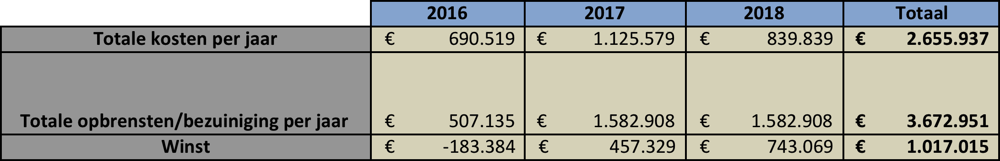 2016 2017 2018 Totaal
Totale kosten per jaar € 690.519 € 1.125.579 € 839.839 € 2.655.937
Totale opbrensten/bezuiniging per jaar € 507.135 € 1.582.908 € 1.582.908 € 3.672.951
Winst € -183.384 € 457.329 € 743.069 € 1.017.015